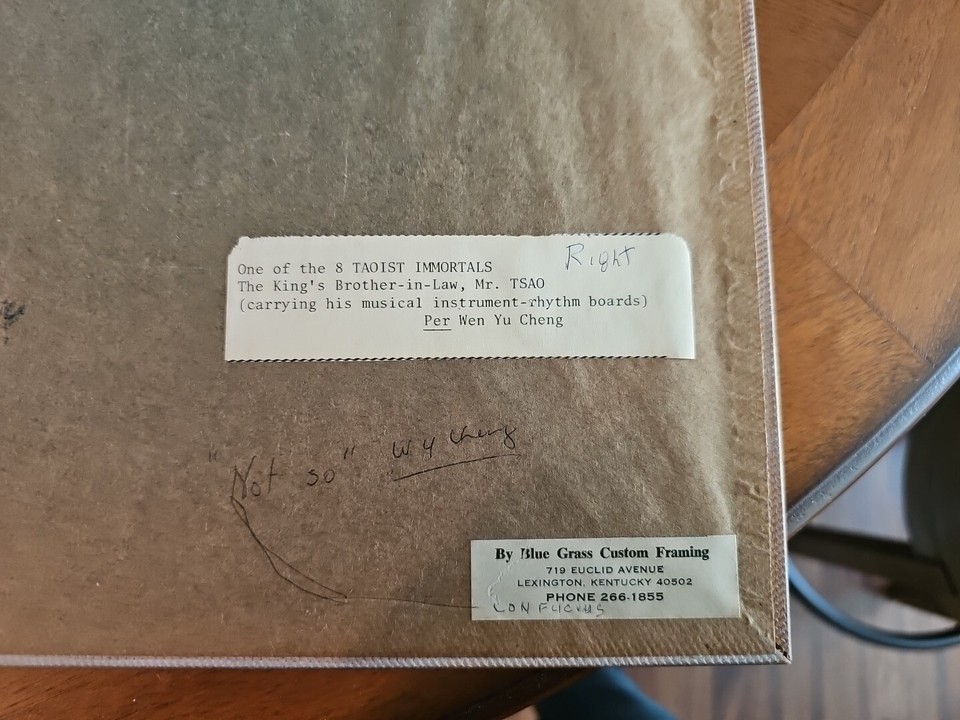 Right
One of the 8 TAOIST IMMORTALS
The King's Brother-in-Law, Mr. TSAO
(carrying his musical instrument-rhythm boards)
Per Wen Yu Cheng
"Not so" W Y Cheng
By Blue Grass Custom Framing
719 EUCLID AVENUE
LEXINGTON, KENTUCKY 40502
PHONE 266-1855
CONFUCIUS